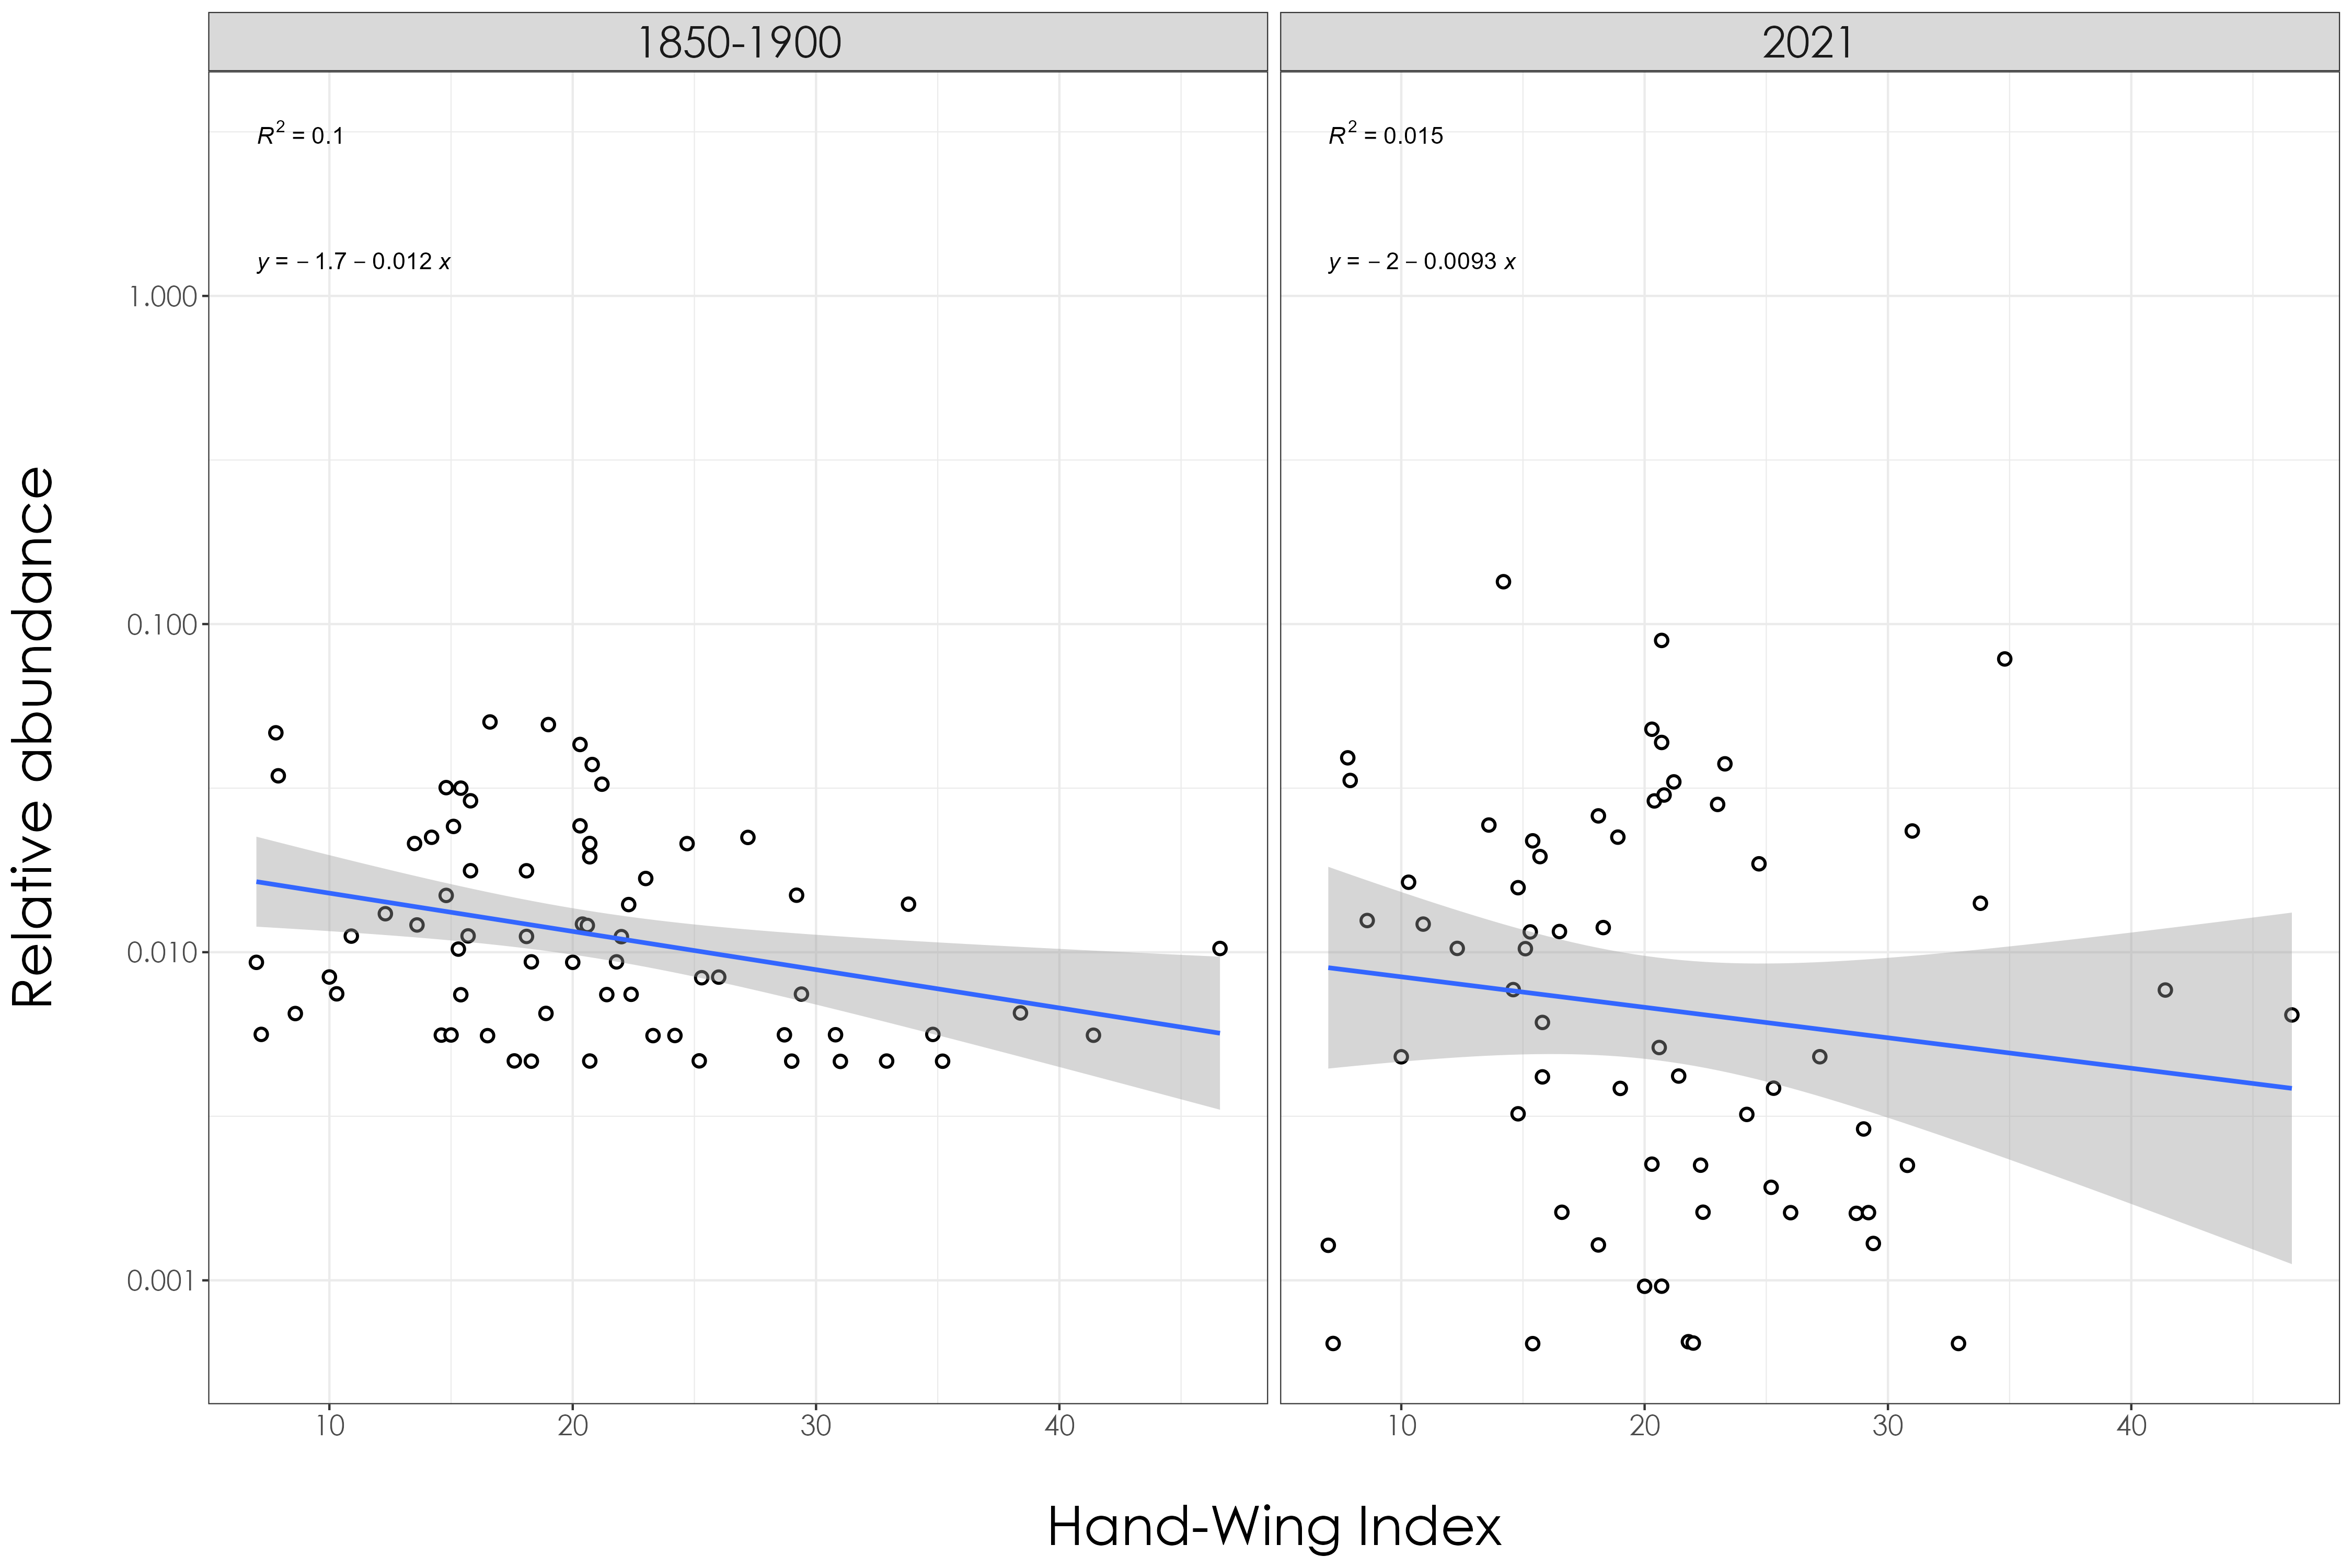 1850-1900
2021
R² = 0.1
y = − 1.7 − 0.012 x
R² = 0.015
y = − 2 − 0.0093 x
Relative abundance
1.000
0.100
0.010
0.001
10 20 30 40
10 20 30 40
Hand-Wing Index